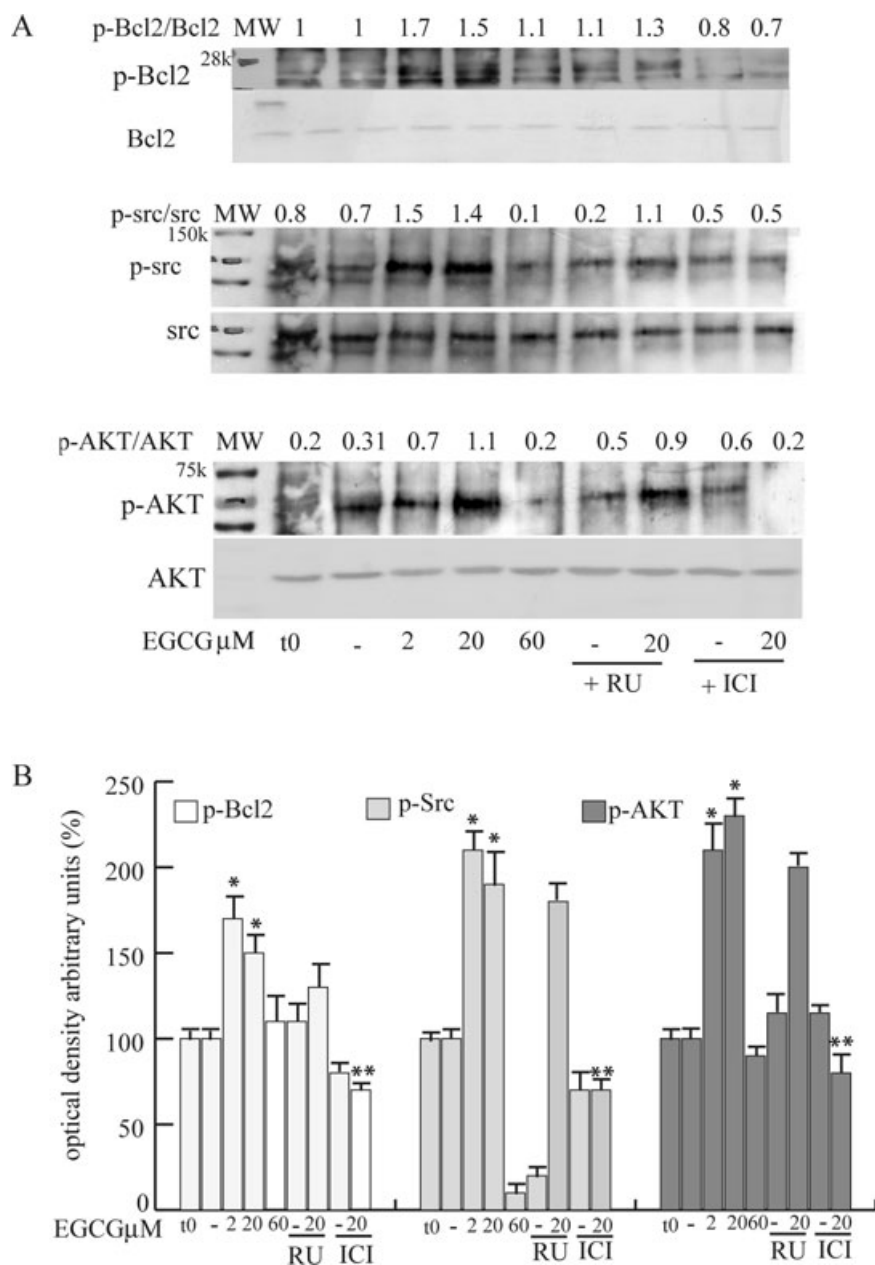 A
p-Bcl2/Bcl2 MW 1 1 1.7 1.5 1.1 1.1 1.3 0.8 0.7
28k
p-Bcl2
Bcl2
p-src/src MW 0.8 0.7 1.5 1.4 0.1 0.2 1.1 0.5 0.5
150k
p-src
src
p-AKT/AKT MW 0.2 0.31 0.7 1.1 0.2 0.5 0.9 0.6 0.2
75k
p-AKT
AKT
EGCGμM t0 - 2 20 60 - 20 - 20
+ RU + ICI
B
optical density arbitrary units (%)
250
200
150
100
50
0
p-Bcl2 p-Src p-AKT
* * ** * * ** * * **
EGCGμM t0 - 2 20 60 - 20 - 20 t0 - 2 20 60 - 20 - 20 t0 - 2 20 60 - 20 - 20
RU ICI RU ICI RU ICI